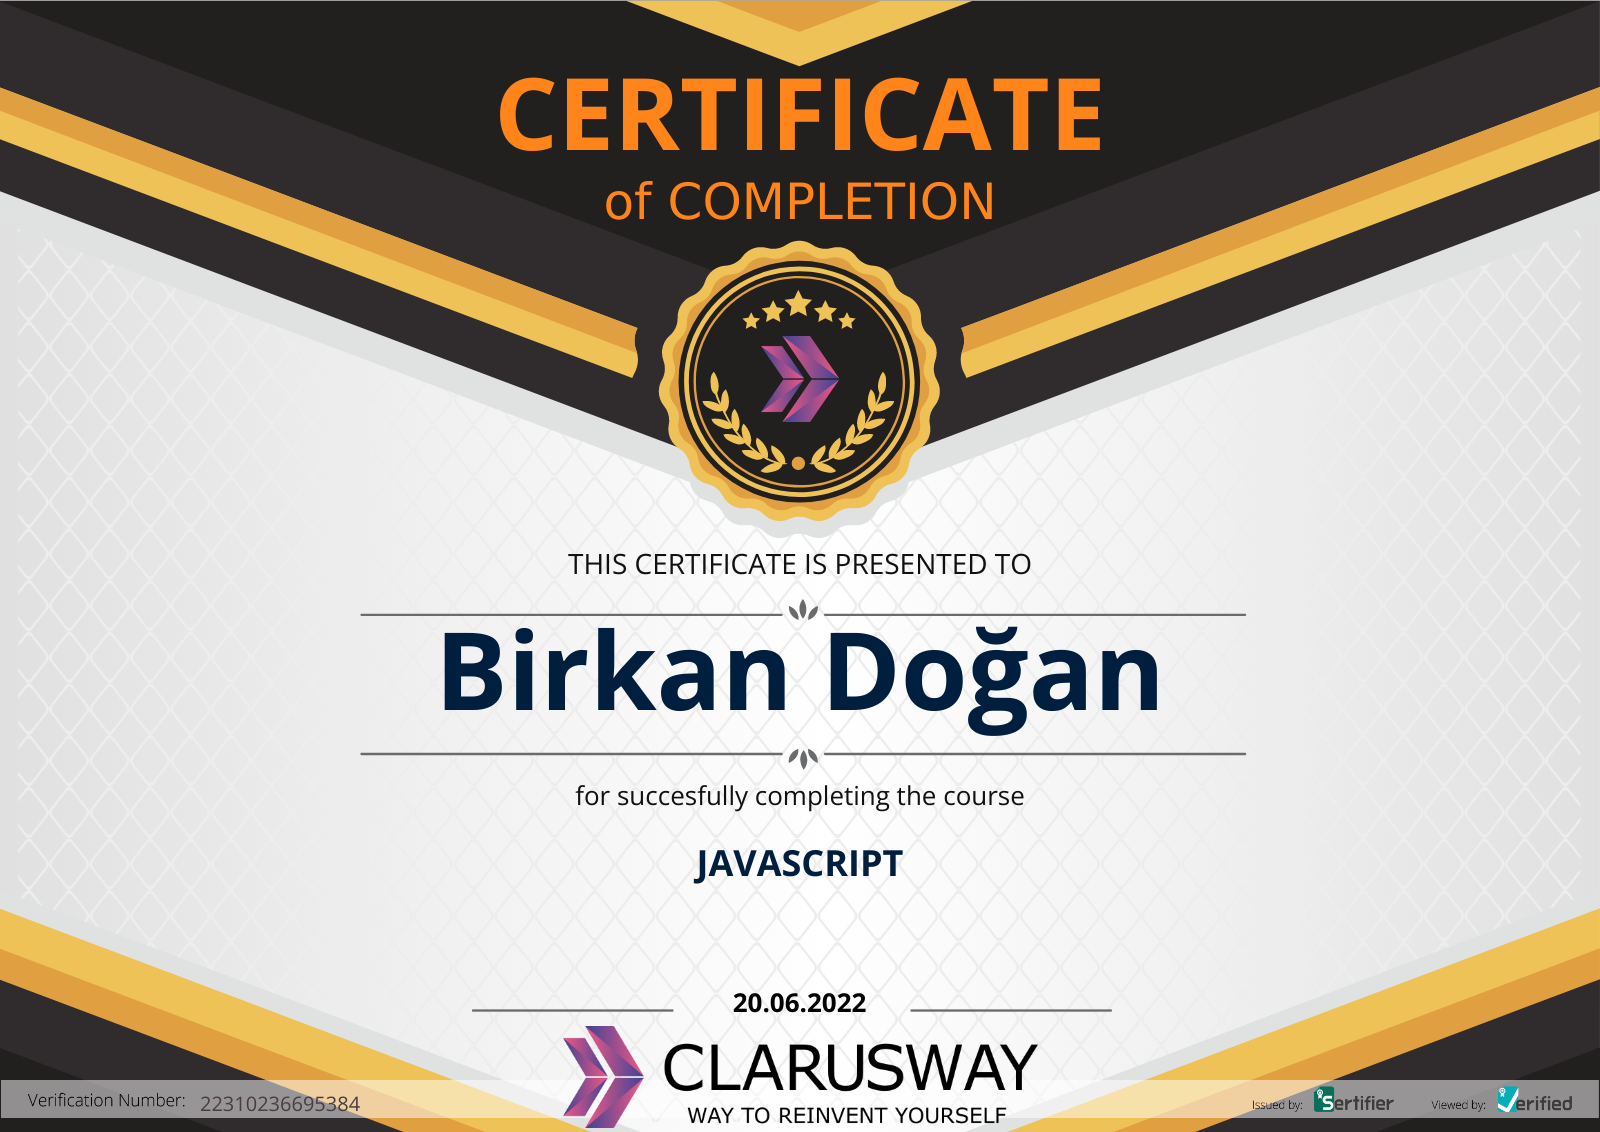 CERTIFICATE
of COMPLETION
THIS CERTIFICATE IS PRESENTED TO
Birkan Doğan
for succesfully completing the course
JAVASCRIPT
20.06.2022
CLARUSWAY
WAY TO REINVENT YOURSELF
Verification Number: 22310236695384
Issued by: Sertifier Viewed by: Verified